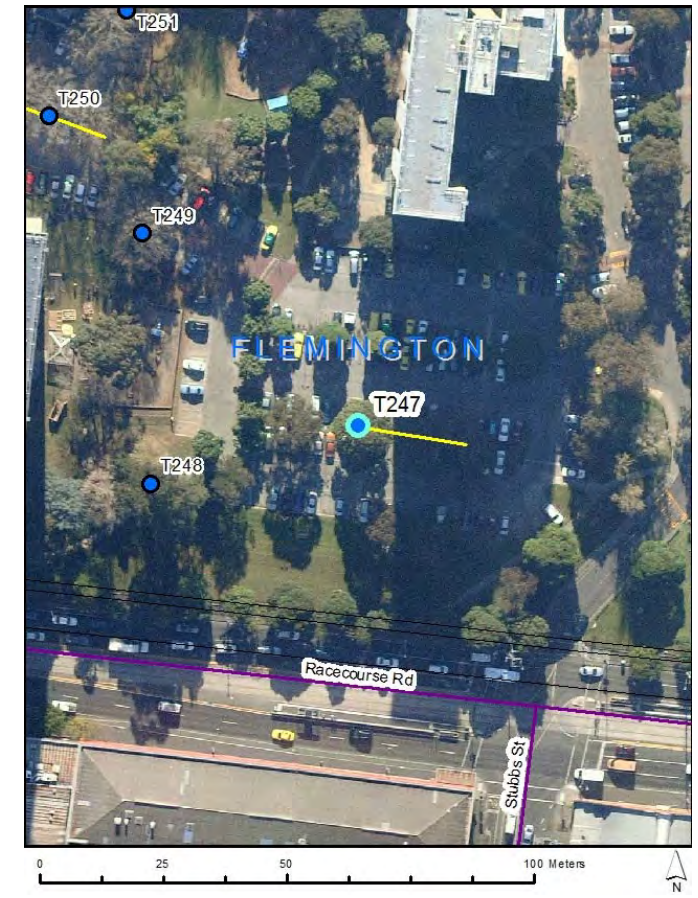 T251
T250
T249
FLEMINGTON
T247
T248
Racecourse Rd
Stubbs St
0 25 50 100 Meters
N